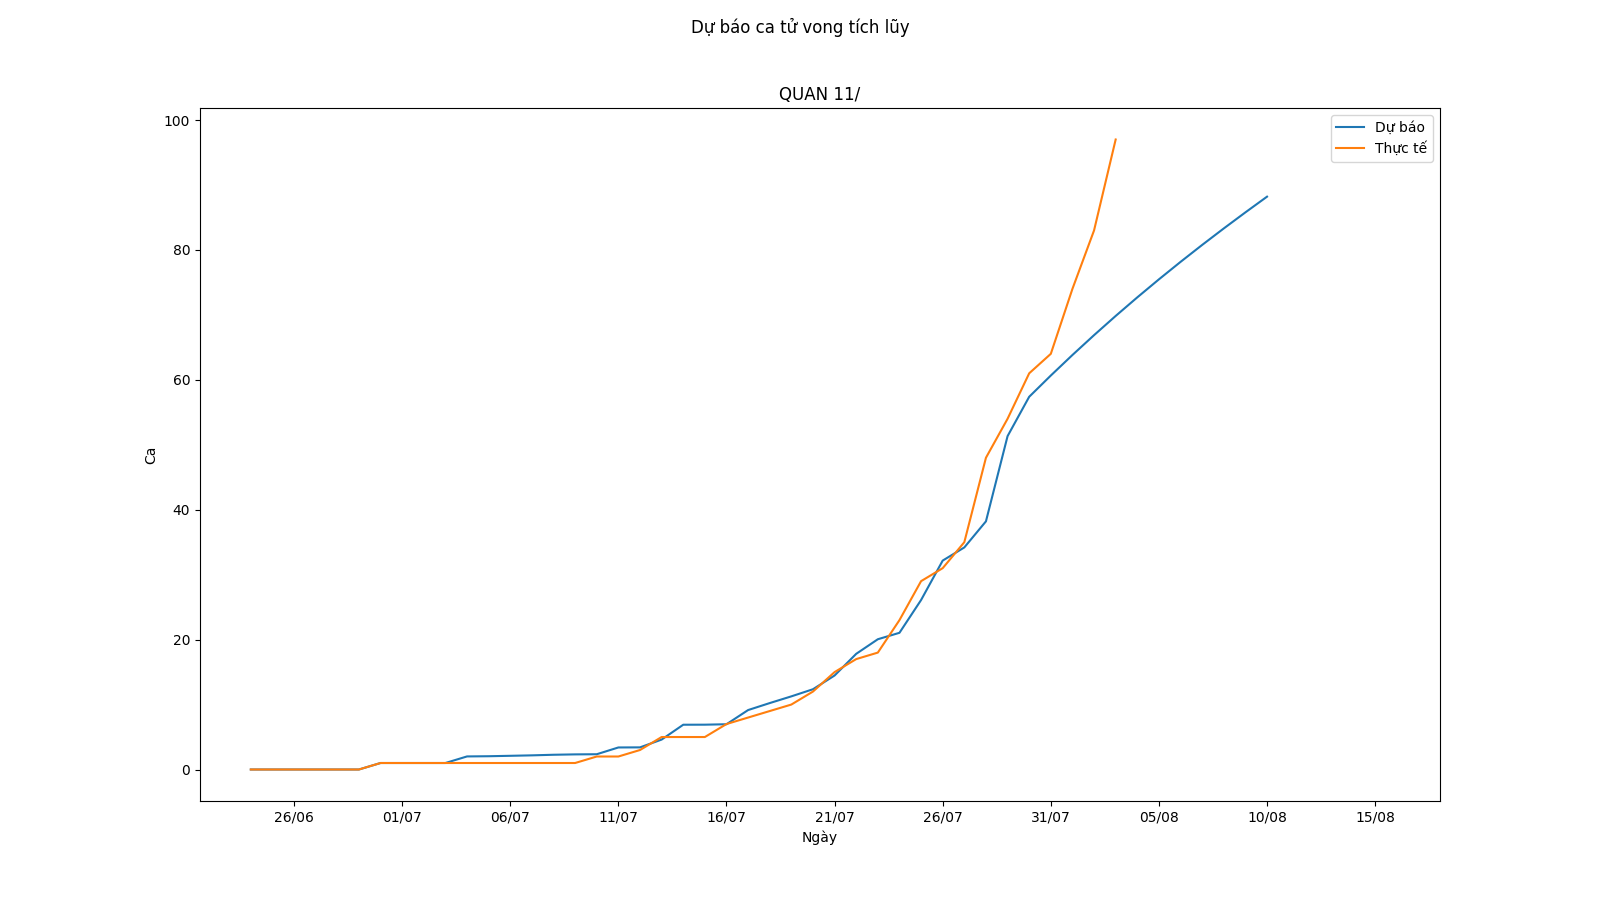 Dự báo ca tử vong tích lũy
QUAN 11/
Dự báo
Thực tế
100
80
60
40
20
0
Ca
26/06
01/07
06/07
11/07
16/07
21/07
26/07
31/07
05/08
10/08
15/08
Ngày